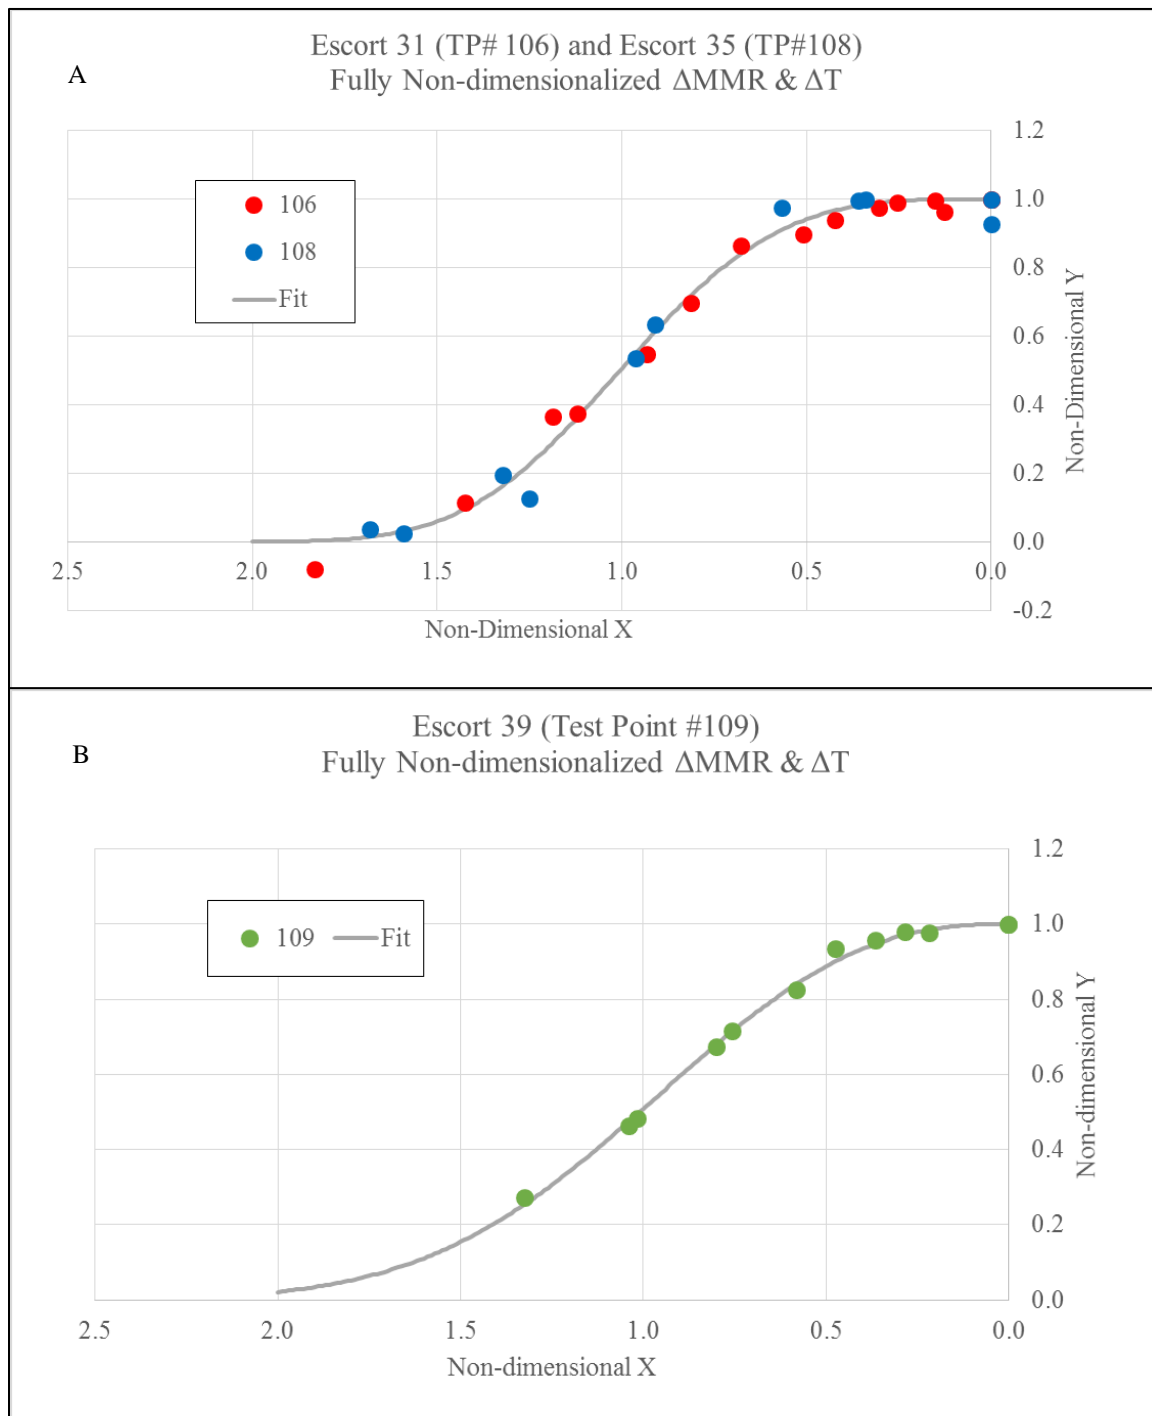 Escort 31 (TP# 106) and Escort 35 (TP#108)
A
Fully Non-dimensionalized ΔMMR & ΔT
1.2
106
1.0
108
0.8
Fit
0.6
0.4
0.2
0.0
2.5 2.0 1.5 1.0 0.5 0.0
-0.2
Non-Dimensional X
Non-Dimensional Y
Escort 39 (Test Point #109)
B
Fully Non-dimensionalized ΔMMR & ΔT
1.2
109 Fit
1.0
0.8
0.6
0.4
0.2
0.0
2.5 2.0 1.5 1.0 0.5 0.0
Non-dimensional X
Non-dimensional Y